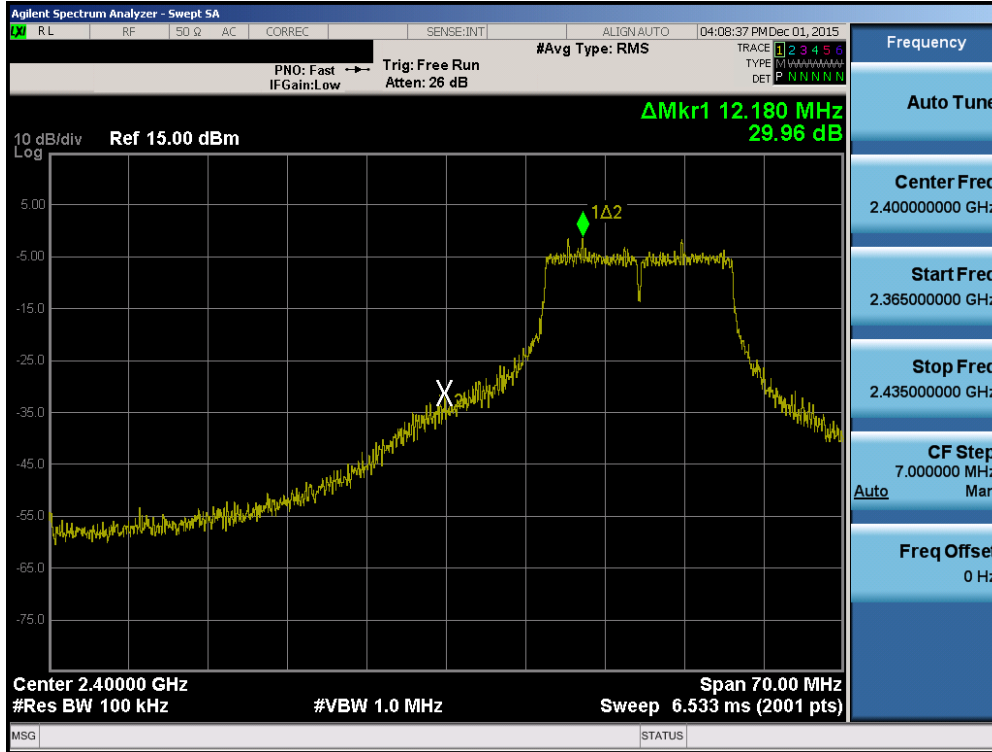 Agilent Spectrum Analyzer - Swept SA
LXI RL RF 50 Ω AC CORREC SENSE:INT ALIGN AUTO 04:08:37 PM Dec 01, 2015
#Avg Type: RMS TRACE 1 2 3 4 5 6
PNO: Fast Trig: Free Run TYPE M WWWWW
IFGain:Low Atten: 26 dB DET P N N N N N
ΔMkr1 12.180 MHz
29.96 dB
10 dB/div Ref 15.00 dBm
Log
5.00
-5.00
-15.0
-25.0
-35.0
-45.0
-55.0
-65.0
-75.0
1Δ2
X2
Center 2.40000 GHz Span 70.00 MHz
#Res BW 100 kHz #VBW 1.0 MHz Sweep 6.533 ms (2001 pts)
MSG STATUS
Frequency
Auto Tune
Center Freq
2.400000000 GHz
Start Freq
2.365000000 GHz
Stop Freq
2.435000000 GHz
CF Step
7.000000 MHz
Auto Man
Freq Offset
0 Hz